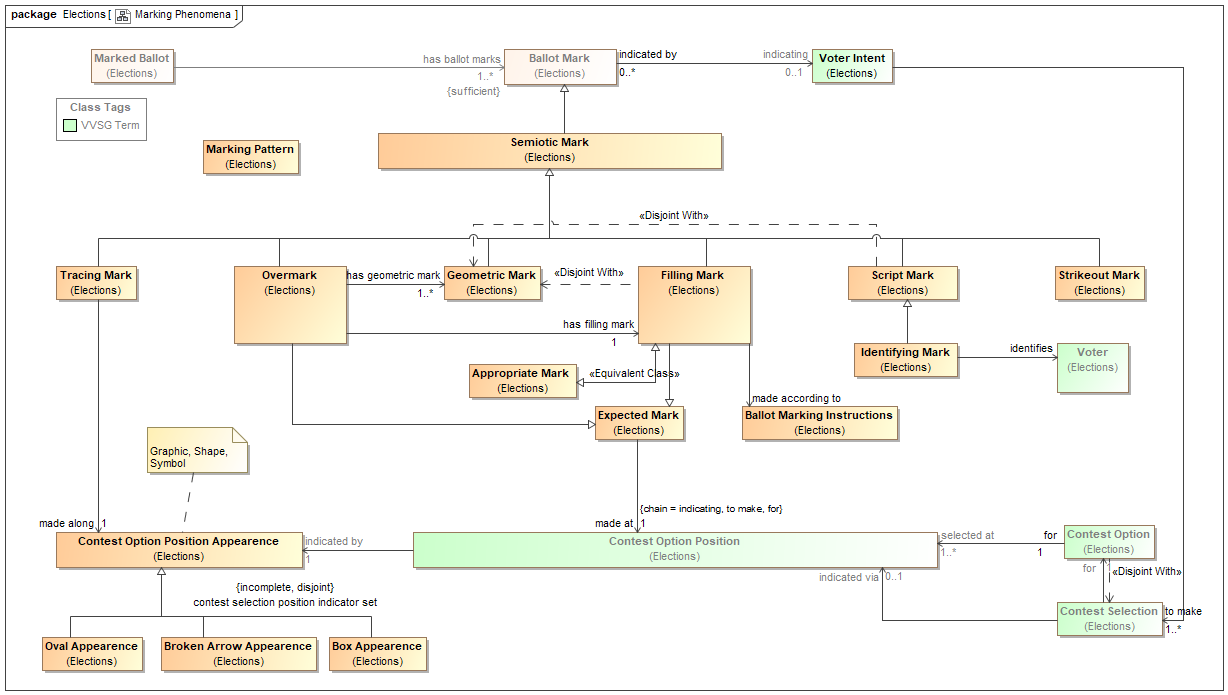 package Elections [ Marking Phenomena ]
Marked Ballot
(Elections)
has ballot marks
1..*
{sufficient}
Ballot Mark
(Elections)
indicated by
0..*
indicating
0..1
Voter Intent
(Elections)
Class Tags
VVSG Term
Marking Pattern
(Elections)
Semiotic Mark
(Elections)
«Disjoint With»
Tracing Mark
(Elections)
Overmark
(Elections)
has geometric mark
1..*
Geometric Mark
(Elections)
«Disjoint With»
Filling Mark
(Elections)
Script Mark
(Elections)
Strikeout Mark
(Elections)
has filling mark
1
Identifying Mark
(Elections)
identifies
Voter
(Elections)
Appropriate Mark
(Elections)
«Equivalent Class»
made according to
Expected Mark
(Elections)
Ballot Marking Instructions
(Elections)
Graphic, Shape,
Symbol
{chain = indicating, to make, for}
made along 1
made at 1
Contest Option Position Appearence
(Elections)
indicated by
1
Contest Option Position
(Elections)
selected at
1..*
for
1
Contest Option
(Elections)
for
«Disjoint With»
indicated via 0..1
{incomplete, disjoint}
contest selection position indicator set
Contest Selection
(Elections)
to make
1..*
Oval Appearence
(Elections)
Broken Arrow Appearence
(Elections)
Box Appearence
(Elections)